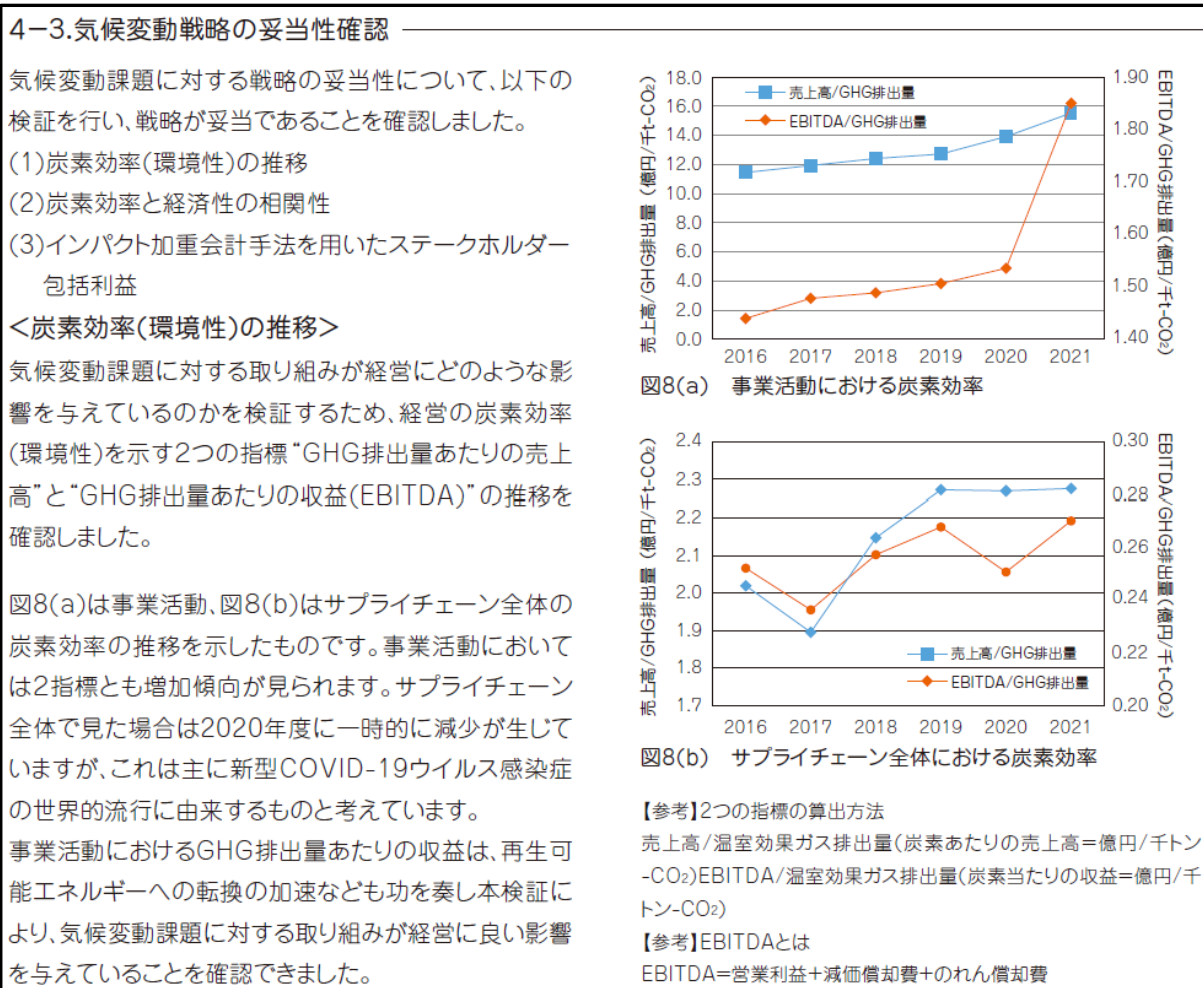 4-3.気候変動戦略の妥当性確認
気候変動課題に対する戦略の妥当性について、以下の
検証を行い、戦略が妥当であることを確認しました。
(1)炭素効率(環境性)の推移
(2)炭素効率と経済性の相関性
(3)インパクト加重会計手法を用いたステークホルダー
包括利益
<炭素効率(環境性)の推移>
気候変動課題に対する取り組みが経営にどのような影
響を与えているのかを検証するため、経営の炭素効率
(環境性)を示す2つの指標“GHG排出量あたりの売上
高”と“GHG排出量あたりの収益(EBITDA)”の推移を
確認しました。
図8(a)は事業活動、図8(b)はサプライチェーン全体の
炭素効率の推移を示したものです。事業活動において
は2指標とも増加傾向が見られます。サプライチェーン
全体で見た場合は2020年度に一時的に減少が生じて
いますが、これは主に新型COVID-19ウイルス感染症
の世界的流行に由来するものと考えています。
事業活動におけるGHG排出量あたりの収益は、再生可
能エネルギーへの転換の加速なども功を奏し本検証に
より、気候変動課題に対する取り組みが経営に良い影響
を与えていることを確認できました。
売上高/GHG排出量(億円/千t-CO₂)
18.0
16.0
14.0
12.0
10.0
8.0
6.0
4.0
2.0
0.0
売上高/GHG排出量
EBITDA/GHG排出量
1.90
1.80
1.70
1.60
1.50
1.40
EBITDA/GHG排出量(億円/千t-CO₂)
2016 2017 2018 2019 2020 2021
図8(a) 事業活動における炭素効率
売上高/GHG排出量(億円/千t-CO₂)
2.4
2.3
2.2
2.1
2.0
1.9
1.8
1.7
売上高/GHG排出量
EBITDA/GHG排出量
0.30
0.28
0.26
0.24
0.22
0.20
EBITDA/GHG排出量(億円/千t-CO₂)
2016 2017 2018 2019 2020 2021
図8(b) サプライチェーン全体における炭素効率
【参考】2つの指標の算出方法
売上高/温室効果ガス排出量(炭素あたりの売上高=億円/千トン
-CO₂)EBITDA/温室効果ガス排出量(炭素当たりの収益=億円/千
トン-CO₂)
【参考】EBITDAとは
EBITDA=営業利益+減価償却費+のれん償却費